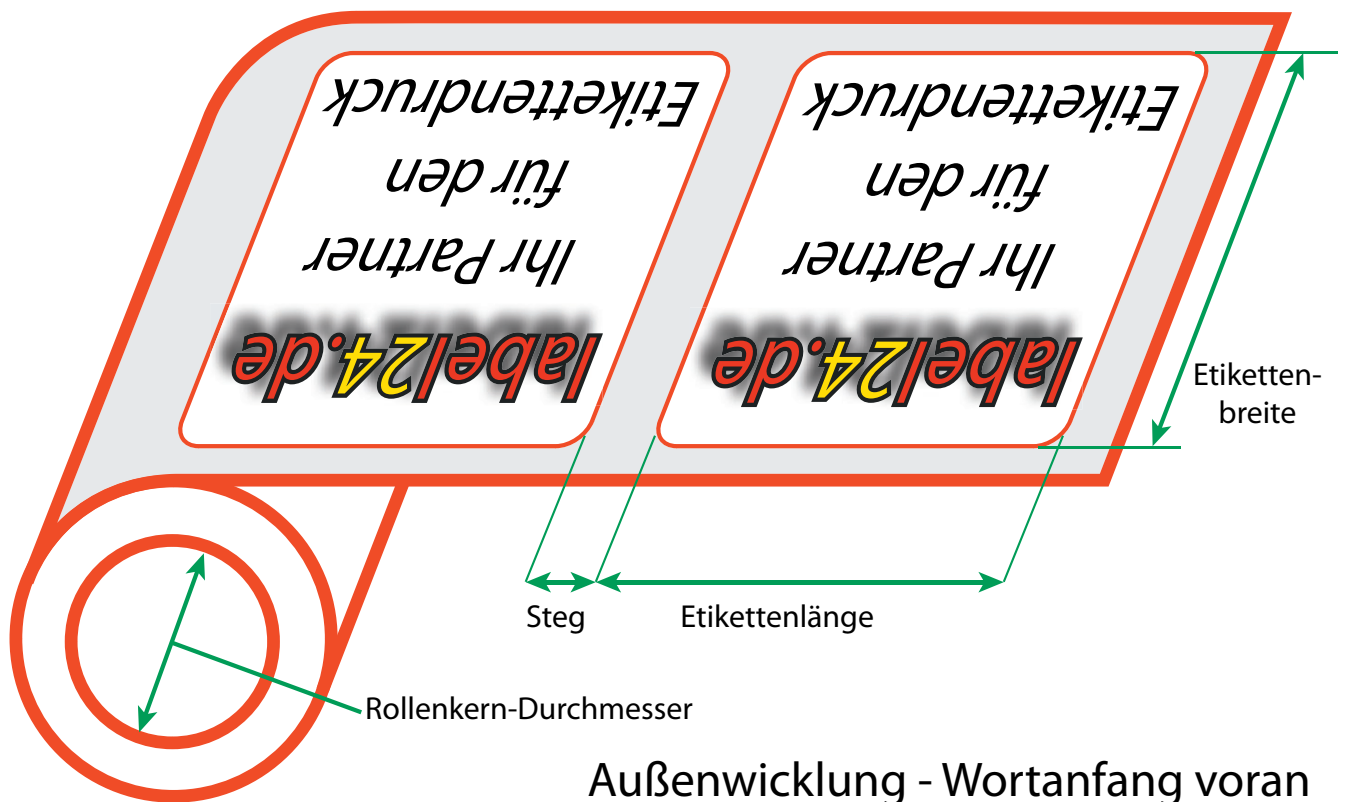 label24.de
Ihr Partner
für den
Etikettendruck
label24.de
Ihr Partner
für den
Etikettendruck
Etiketten-
breite
Steg
Etikettenlänge
Rollenkern-Durchmesser
Außenwicklung - Wortanfang voran